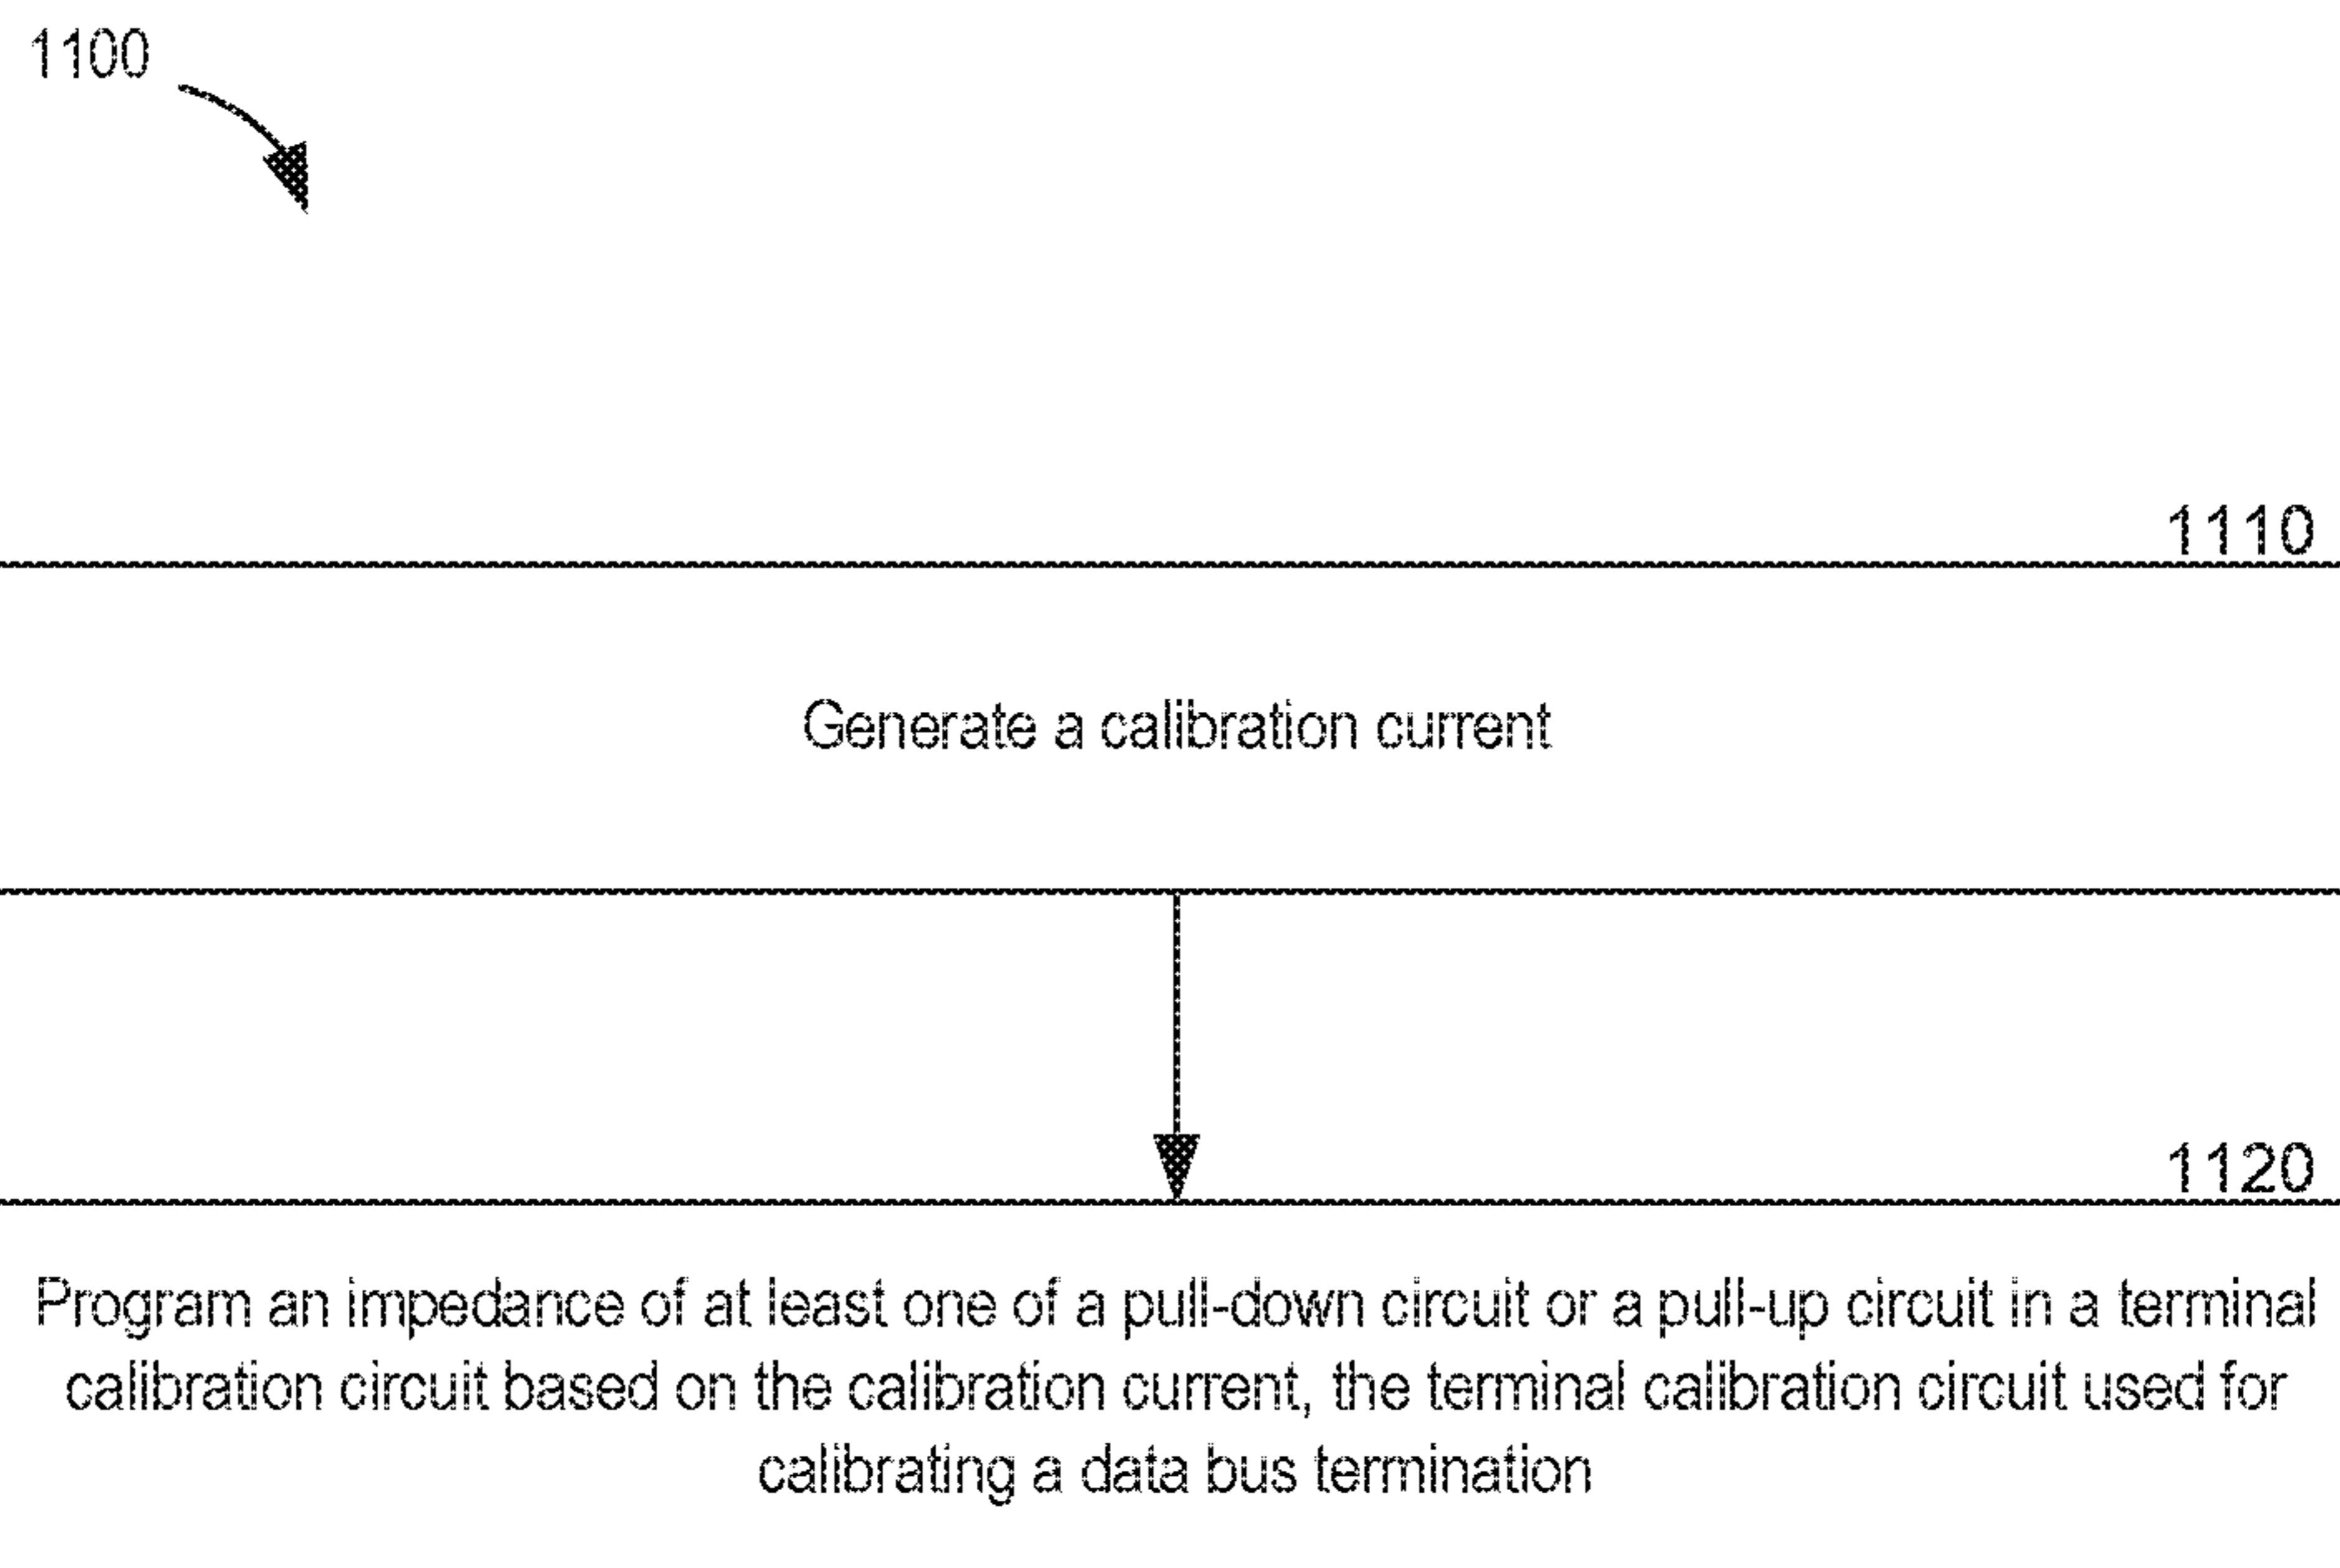 1100
1110
Generate a calibration current
1120
Program an impedance of at least one of a pull-down circuit or a pull-up circuit in a terminal
calibration circuit based on the calibration current, the terminal calibration circuit used for
calibrating a data bus termination